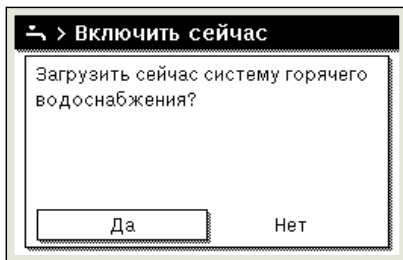 > Включить сейчас
Загрузить сейчас систему горячего
водоснабжения?
Да Нет